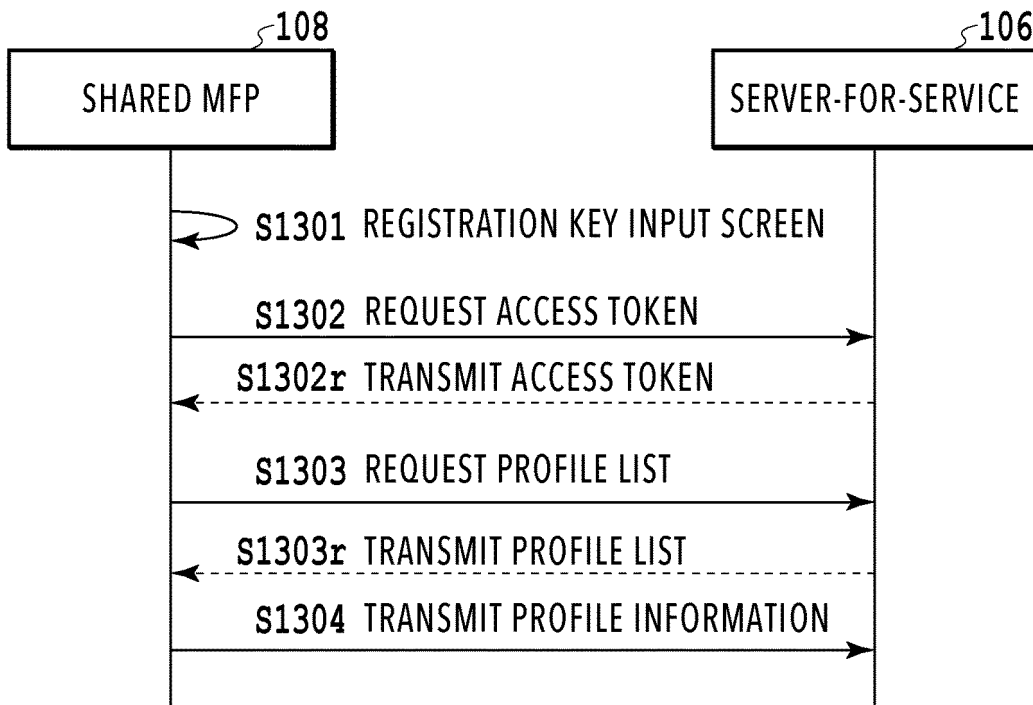 108
106
SHARED MFP
SERVER-FOR-SERVICE
S1301 REGISTRATION KEY INPUT SCREEN
S1302 REQUEST ACCESS TOKEN
S1302r TRANSMIT ACCESS TOKEN
S1303 REQUEST PROFILE LIST
S1303r TRANSMIT PROFILE LIST
S1304 TRANSMIT PROFILE INFORMATION